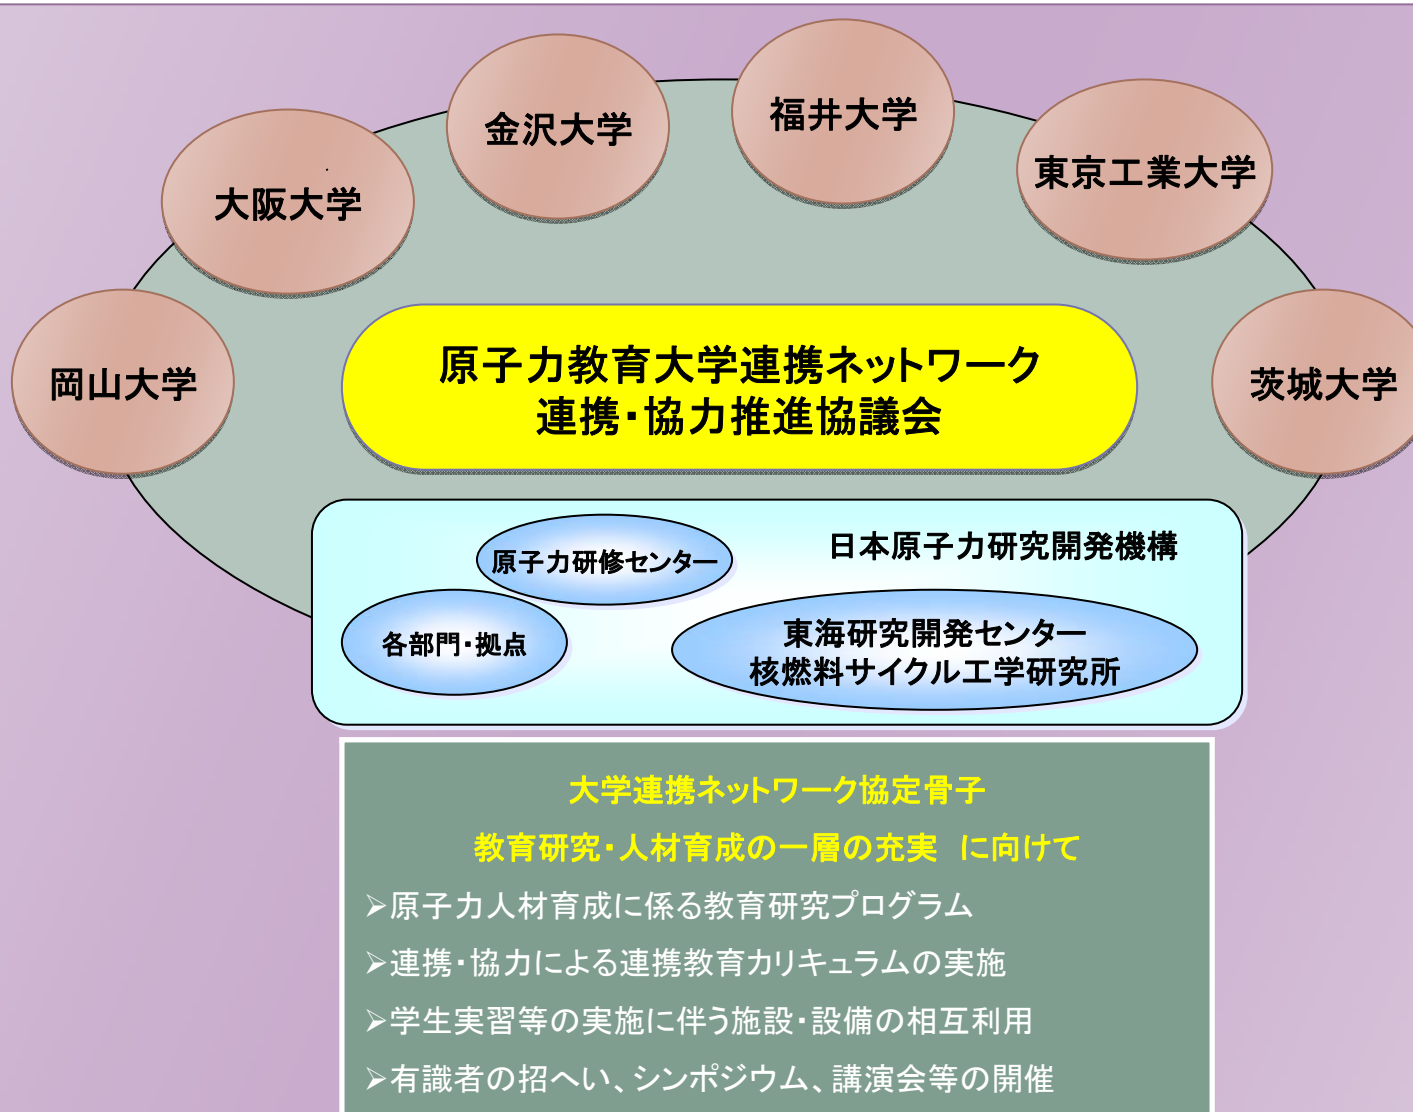 金沢大学
福井大学
東京工業大学
大阪大学
岡山大学
茨城大学
原子力教育大学連携ネットワーク
連携・協力推進協議会
日本原子力研究開発機構
原子力研修センター
各部門・拠点
東海研究開発センター
核燃料サイクル工学研究所
大学連携ネットワーク協定骨子
教育研究・人材育成の一層の充実 に向けて
➢原子力人材育成に係る教育研究プログラム
➢連携・協力による連携教育カリキュラムの実施
➢学生実習等の実施に伴う施設・設備の相互利用
➢有識者の招へい、シンポジウム、講演会等の開催